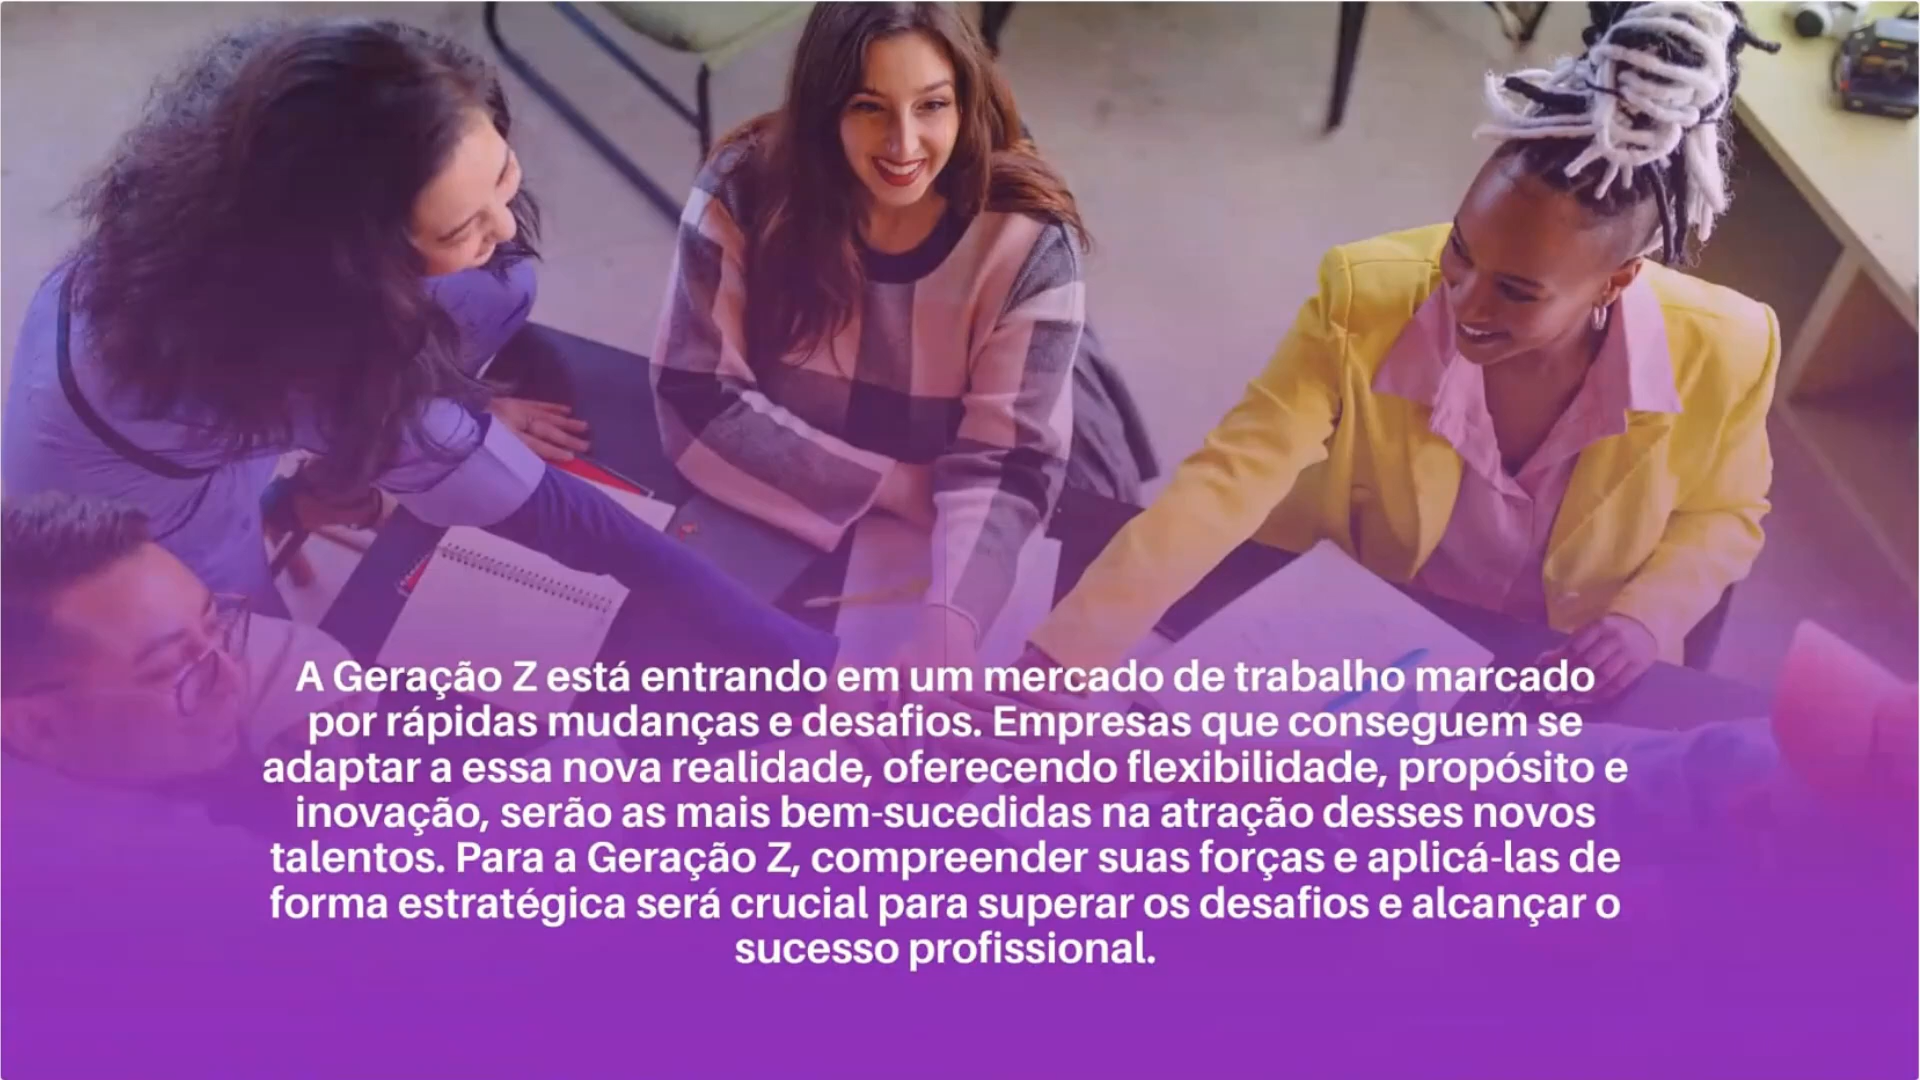 A Geração Z está entrando em um mercado de trabalho marcado
por rápidas mudanças e desafios. Empresas que conseguem se
adaptar a essa nova realidade, oferecendo flexibilidade, propósito e
inovação, serão as mais bem-sucedidas na atração desses novos
talentos. Para a Geração Z, compreender suas forças e aplicá-las de
forma estratégica será crucial para superar os desafios e alcançar o
sucesso profissional.